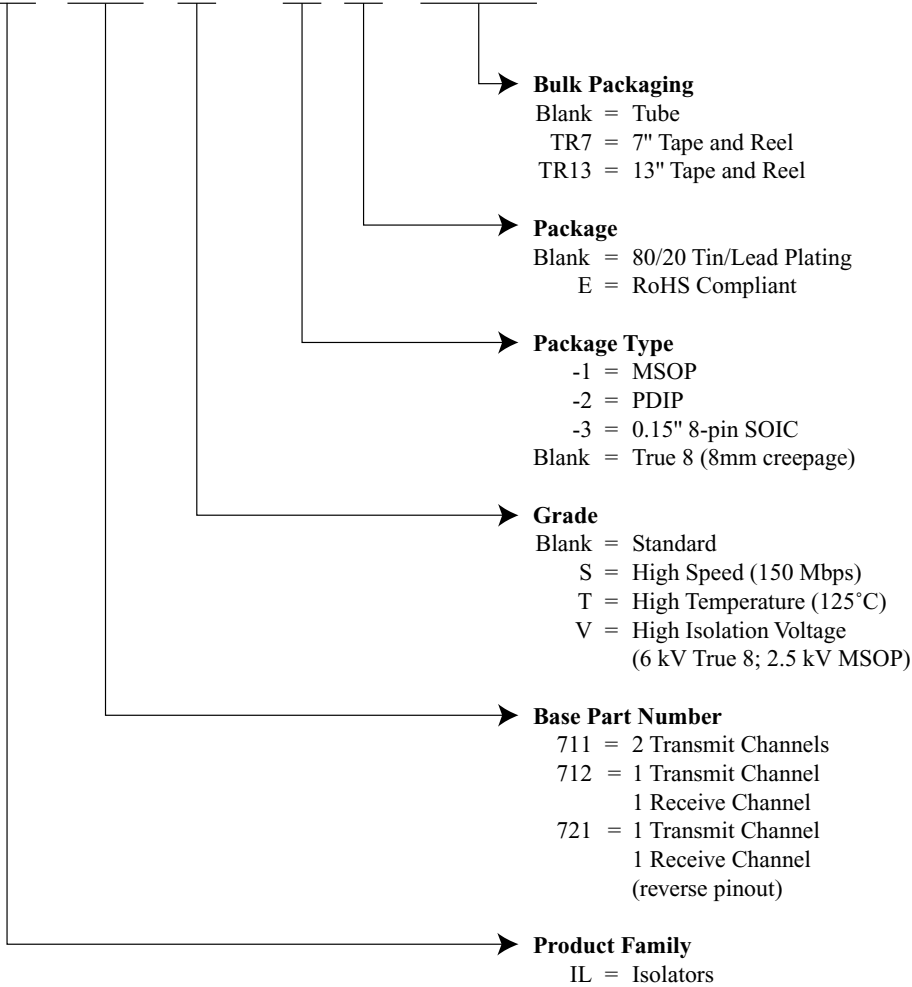 Bulk Packaging
Blank = Tube
TR7 = 7" Tape and Reel
TR13 = 13" Tape and Reel
Package
Blank = 80/20 Tin/Lead Plating
E = RoHS Compliant
Package Type
-1 = MSOP
-2 = PDIP
-3 = 0.15" 8-pin SOIC
Blank = True 8 (8mm creepage)
Grade
Blank = Standard
S = High Speed (150 Mbps)
T = High Temperature (125˚C)
V = High Isolation Voltage
(6 kV True 8; 2.5 kV MSOP)
Base Part Number
711 = 2 Transmit Channels
712 = 1 Transmit Channel
1 Receive Channel
721 = 1 Transmit Channel
1 Receive Channel
(reverse pinout)
Product Family
IL = Isolators